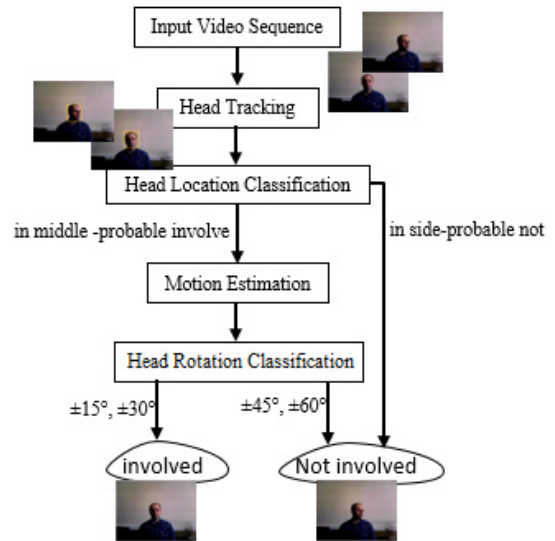 Input Video Sequence
Head Tracking
Head Location Classification
in middle -probable involve
in side-probable not
Motion Estimation
Head Rotation Classification
±15°, ±30°
±45°, ±60°
involved
Not involved